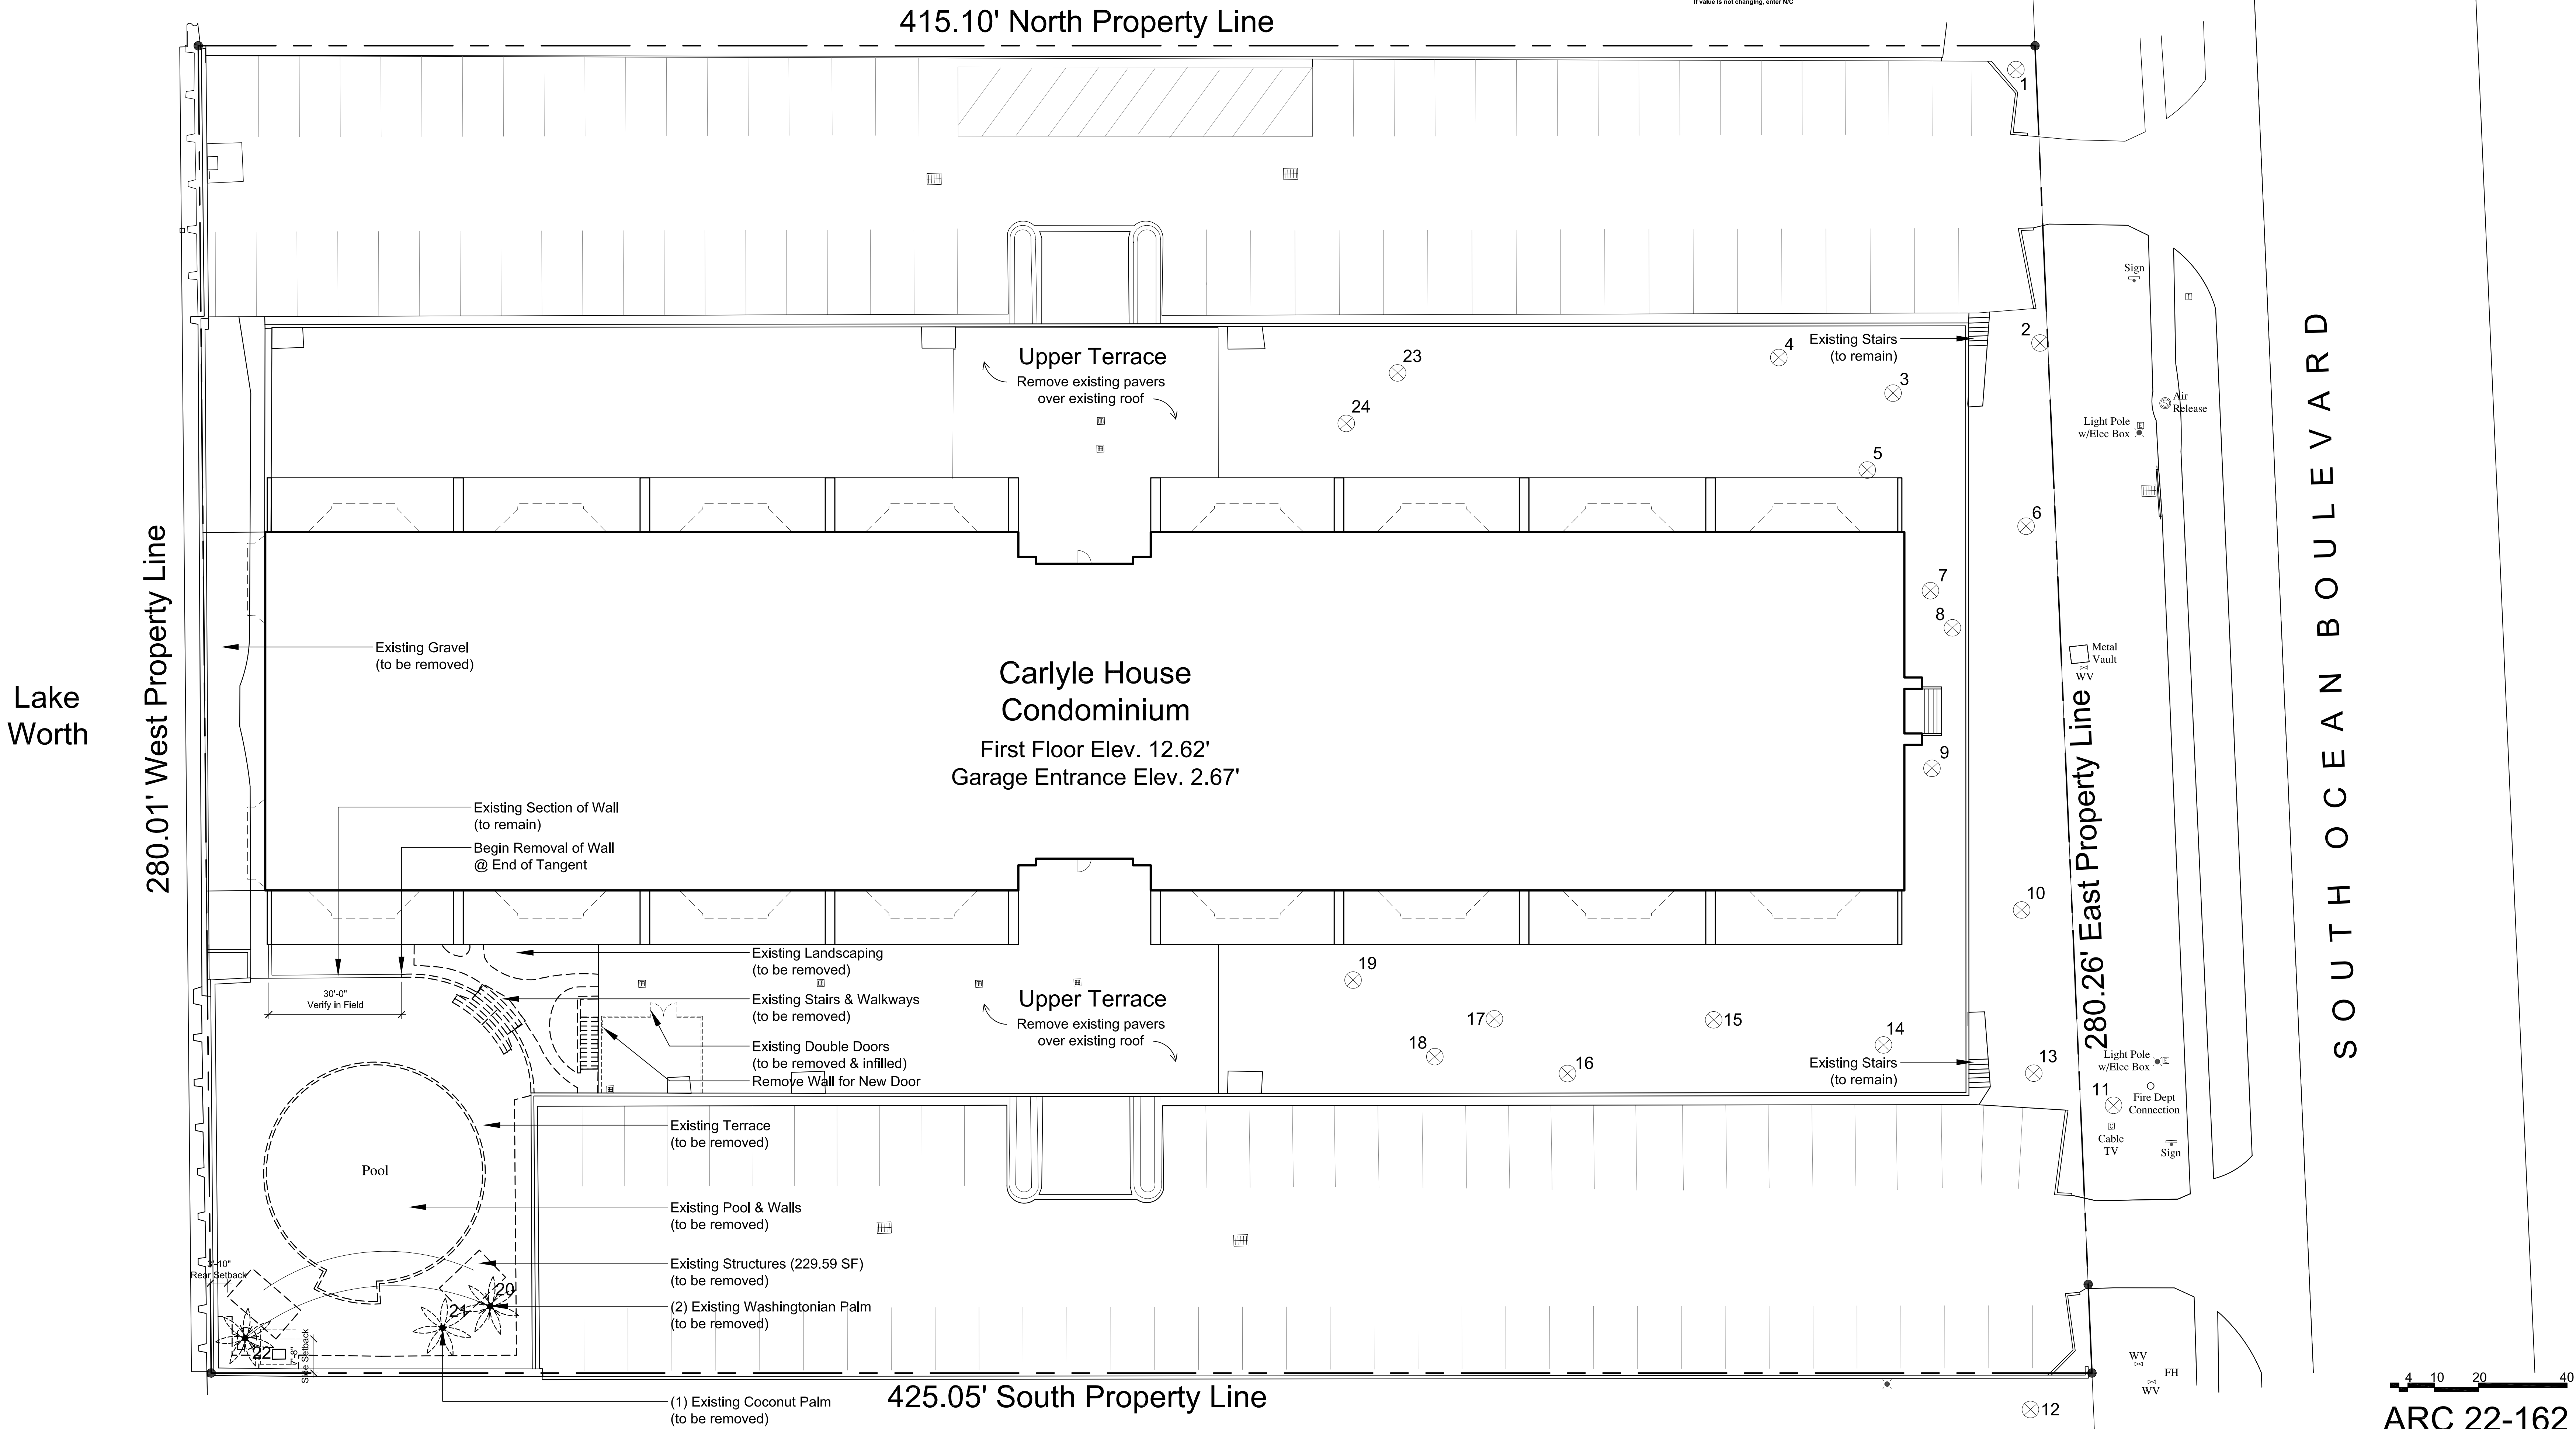 If value is not changing, enter N/C
415.10' North Property Line
1
Sign
2
Existing Stairs
(to remain)
4
23
Upper Terrace
Remove existing pavers
over existing roof
3
24
Air
Release
Light Pole
w/Elec Box
E
S
5
6
7
8
Existing Gravel
(to be removed)
Metal
Vault
WV
Lake
Worth
280.01' West Property Line
Carlyle House
Condominium
First Floor Elev. 12.62'
Garage Entrance Elev. 2.67'
9
280.26' East Property Line
SOUTH OCEAN BOULEVARD
Existing Section of Wall
(to remain)
Begin Removal of Wall
@ End of Tangent
10
Existing Landscaping
(to be removed)
19
30'-0"
Verify in Field
Existing Stairs & Walkways
(to be removed)
Upper Terrace
Remove existing pavers
over existing roof
17
15
14
18
16
Existing Double Doors
(to be removed & infilled)
Remove Wall for New Door
Existing Stairs
(to remain)
13
Light Pole
w/Elec Box
E
11
Fire Dept
Connection
C
Cable
TV
Sign
Existing Terrace
(to be removed)
Pool
Existing Pool & Walls
(to be removed)
Existing Structures (229.59 SF)
(to be removed)
Rear Setback
20
21
(2) Existing Washingtonian Palm
(to be removed)
22
7'-8"
Side Setback
WV
FH
WV
425.05' South Property Line
(1) Existing Coconut Palm
(to be removed)
12
4 10 20 40
ARC 22-162